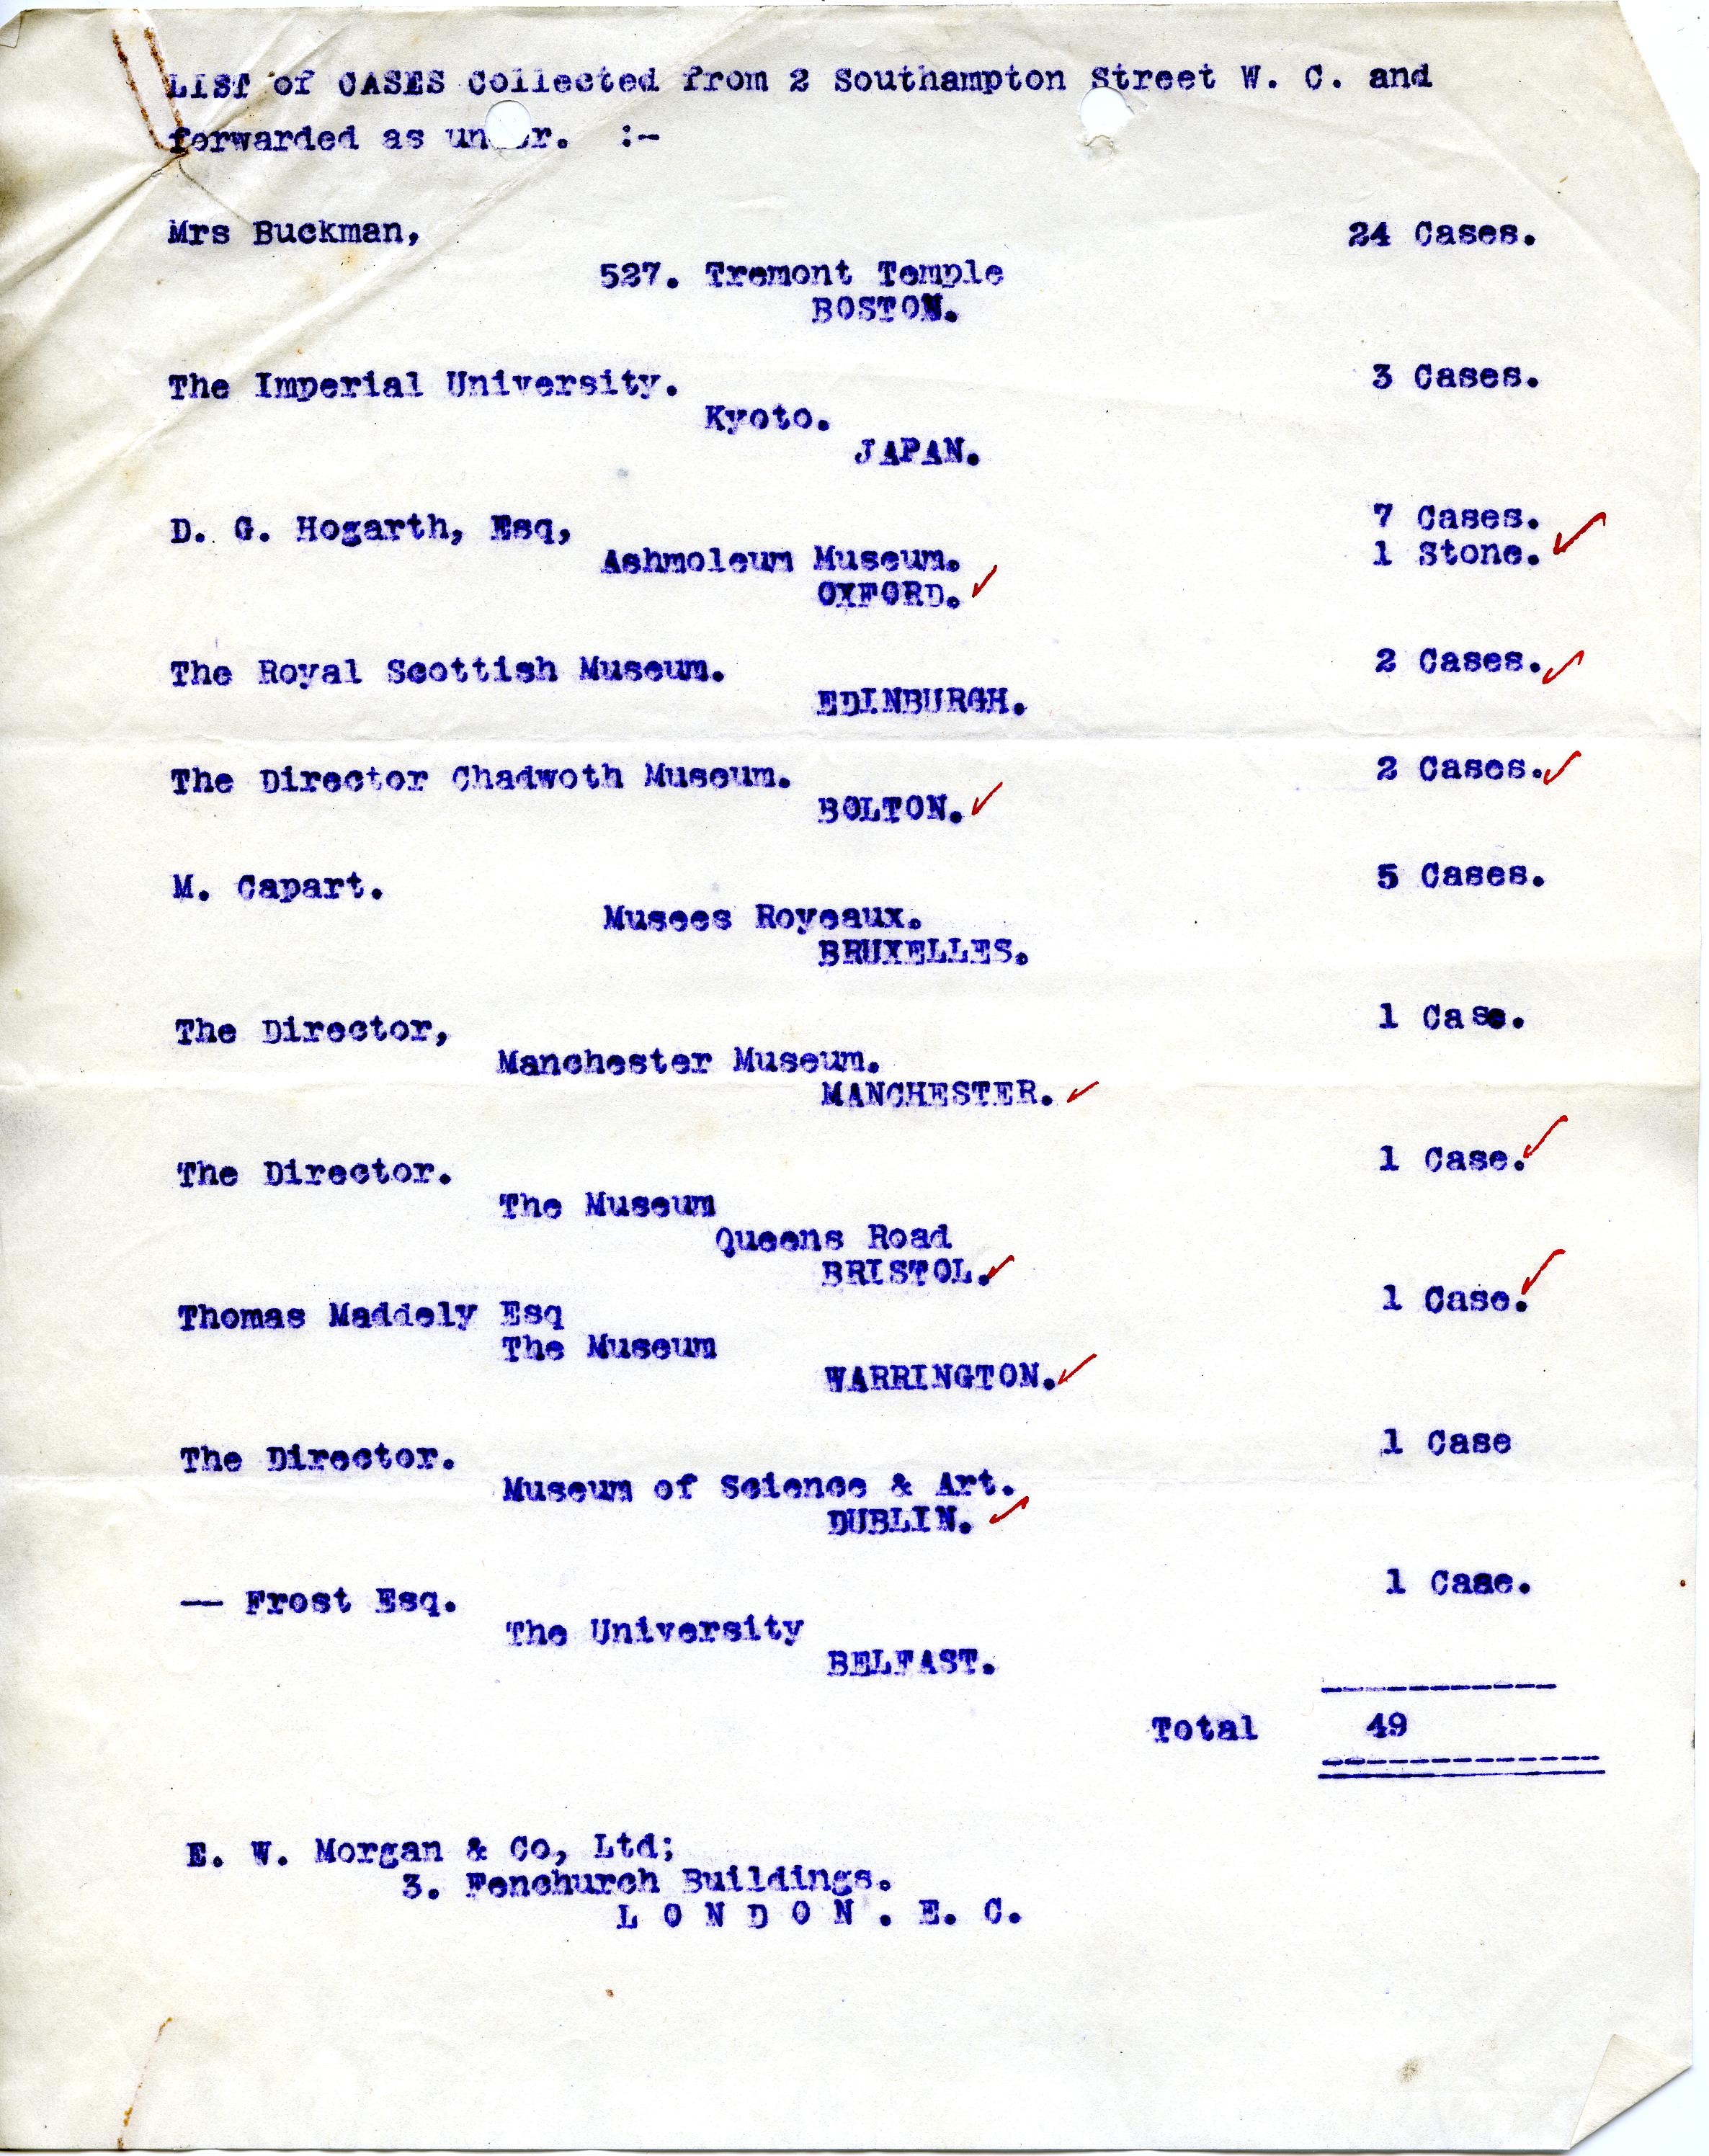 LIST of CASES Collected from 2 Southampton Street W. C. and
forwarded as under. :-
Mrs Buckman, 24 Cases.
527. Tremont Temple
BOSTON.
The Imperial University. 3 Cases.
Kyoto.
JAPAN.
D. G. Hogarth, Esq, 7 Cases.
Ashmoleum Museum. 1 Stone.
OXFORD.
The Royal Scottish Museum. 2 Cases.
EDINBURGH.
The Director Chadwoth Museum. 2 Cases.
BOLTON.
M. Capart. 5 Cases.
Musees Royeaux.
BRUXELLES.
The Director, 1 Case.
Manchester Museum.
MANCHESTER.
The Director. 1 Case.
The Museum
Queens Road
BRISTOL.
Thomas Maddely Esq 1 Case.
The Museum
WARRINGTON.
The Director. 1 Case
Museum of Science & Art.
DUBLIN.
— Frost Esq. 1 Case.
The University
BELFAST.
Total 49
E. W. Morgan & Co, Ltd;
3. Fenchurch Buildings.
L O N D O N . E. C.